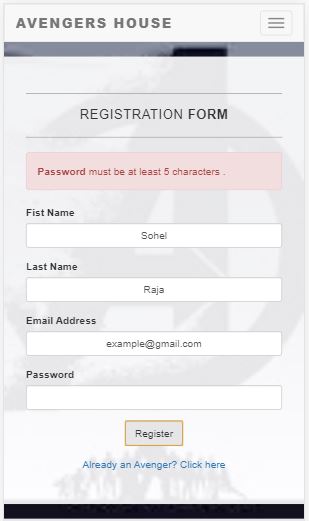 AVENGERS HOUSE
REGISTRATION FORM
Password must be at least 5 characters .
Fist Name
Sohel
Last Name
Raja
Email Address
example@gmail.com
Password
Register
Already an Avenger? Click here